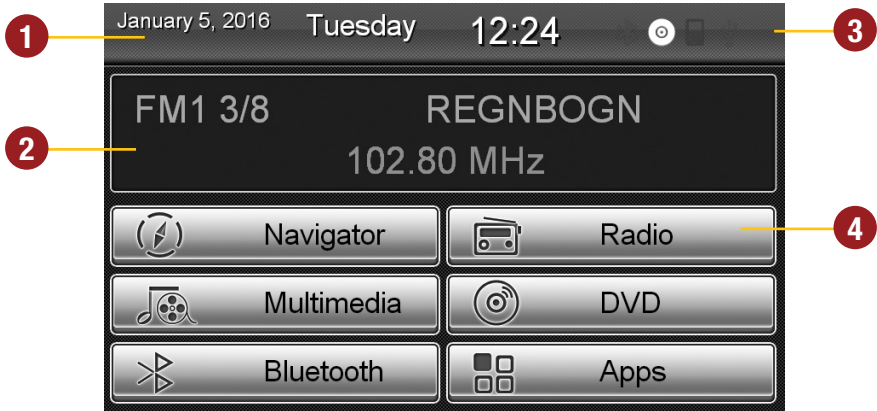 1
January 5, 2016 Tuesday 12:24
3
FM1 3/8 REGNBOGN
2
102.80 MHz
Navigator Radio
4
Multimedia DVD
Bluetooth Apps